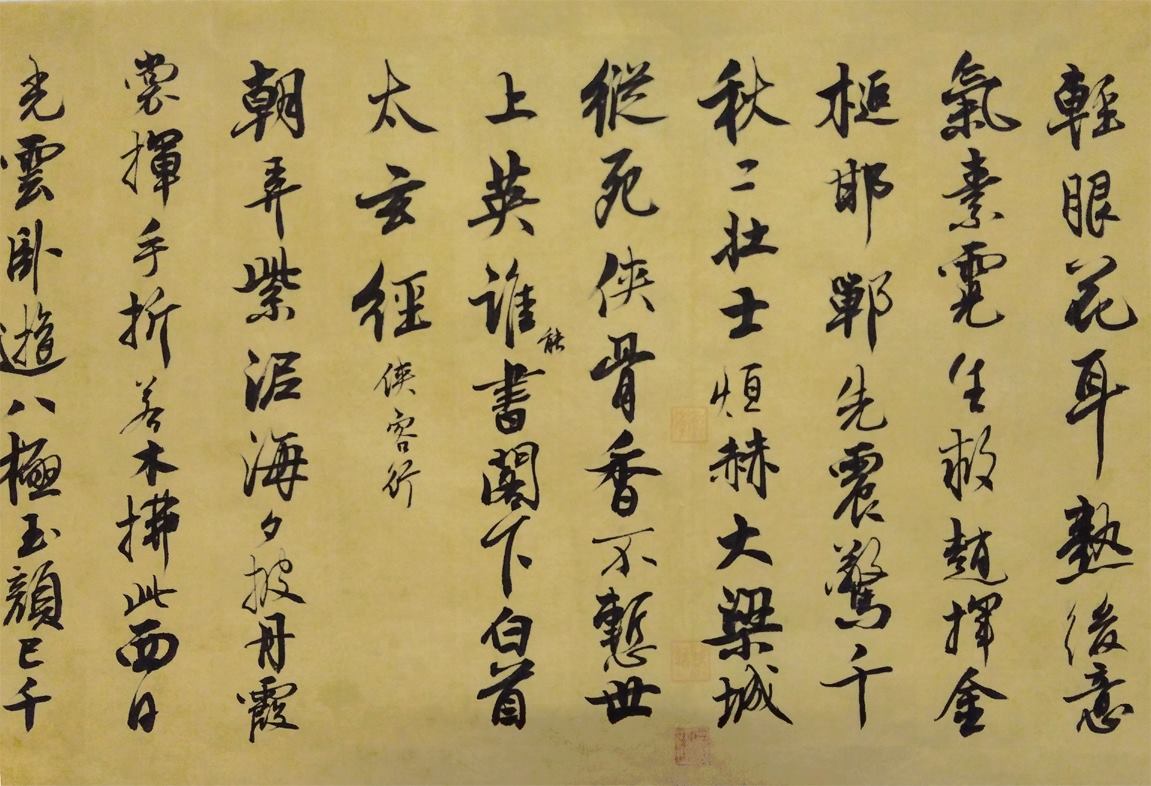 輕眼花耳熱後意
氣素霓生救趙揮金
槌邯鄲先震驚千
秋二壯士烜赫大梁城
縱死俠骨香不慙世
上英誰能書閣下白首
太玄經俠客行
朝弄紫泥海夕披丹霞
裳揮手折若木拂此西日
光雲臥遊八極玉顏已千